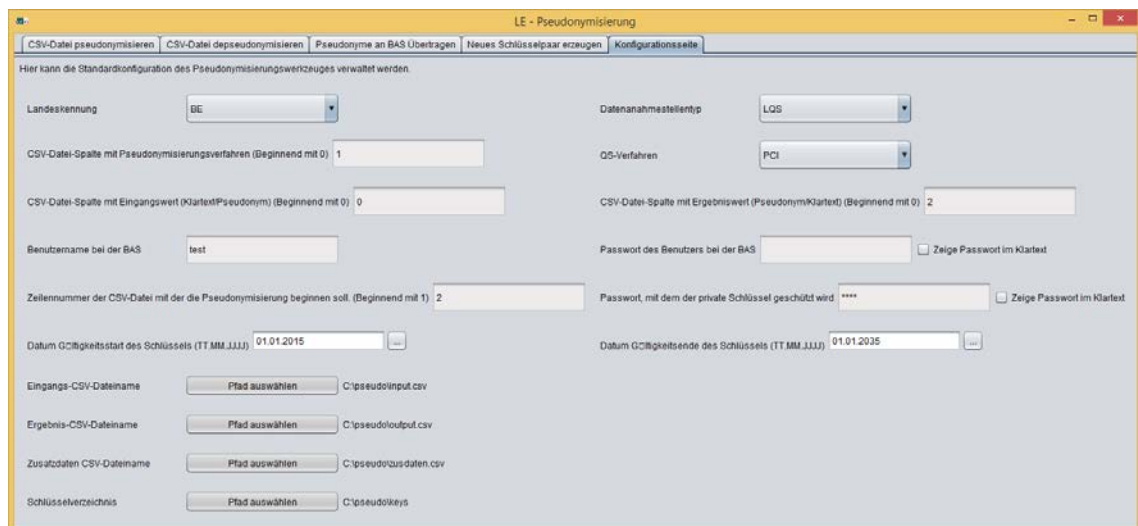 LE - Pseudonymisierung
CSV-Datei pseudonymisieren CSV-Datei depseudonymisieren Pseudonyme an BAS Übertragen Neues Schlüsselpaar erzeugen Konfigurationsseite
Hier kann die Standardkonfiguration des Pseudonymisierungswerkzeuges verwaltet werden.
Landeskennung BE Datenanahmestellentyp LQS
CSV-Datei-Spalte mit Pseudonymisierungsverfahren (Beginnend mit 0) 1 QS-Verfahren PCI
CSV-Datei-Spalte mit Eingangswert (Klartext/Pseudonym) (Beginnend mit 0) 0 CSV-Datei-Spalte mit Ergebniswert (Pseudonym/Klartext) (Beginnend mit 0) 2
Benutzername bei der BAS test Passwort des Benutzers bei der BAS Zeige Passwort im Klartext
Zeilennummer der CSV-Datei mit der die Pseudonymisierung beginnen soll. (Beginnend mit 1) 2 Passwort, mit dem der private Schlüssel geschützt wird **** Zeige Passwort im Klartext
Datum G□ltigkeitsstart des Schlüssels (TT.MM.JJJJ) 01.01.2015 ... Datum G□ltigkeitsende des Schlüssels (TT.MM.JJJJ) 01.01.2035 ...
Eingangs-CSV-Dateiname Pfad auswählen C:\pseudo\input.csv
Ergebnis-CSV-Dateiname Pfad auswählen C:\pseudo\output.csv
Zusatzdaten CSV-Dateiname Pfad auswählen C:\pseudo\zusdaten.csv
Schlüsselverzeichnis Pfad auswählen C:\pseudo\keys